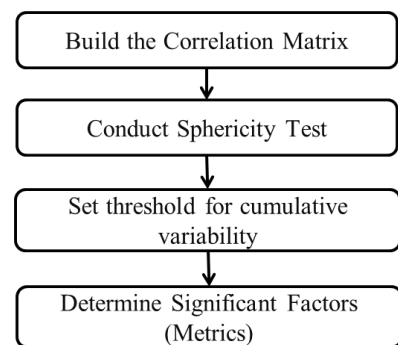 Build the Correlation Matrix
Conduct Sphericity Test
Set threshold for cumulative
variability
Determine Significant Factors
(Metrics)